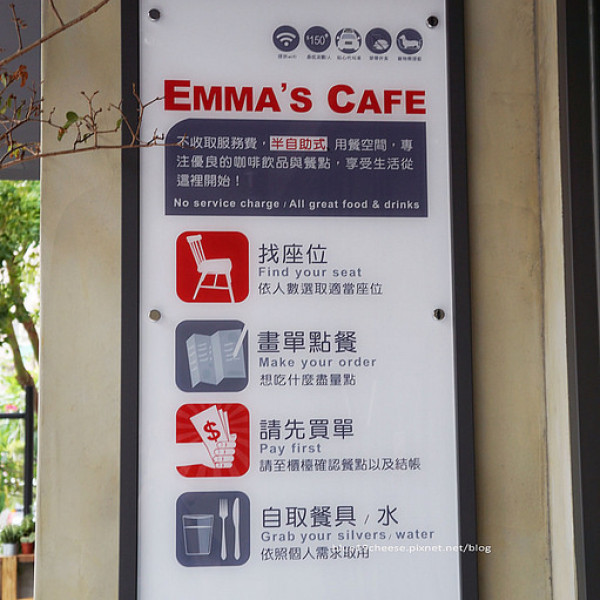 $150
EMMA'S CAFE
不收取服務費，半自助式 用餐空間，專
注優良的咖啡飲品與餐點，享受生活從
這裡開始！
No service charge / All great food & drinks
找座位
Find your seat
依人數選取適當座位
畫單點餐
Make your order
想吃什麼盡量點
$
請先買單
Pay first
請至櫃檯確認餐點以及結帳
自取餐具 / 水
Grab your silvers / water
依照個人需求取用
cheese.pixnet.net/blog